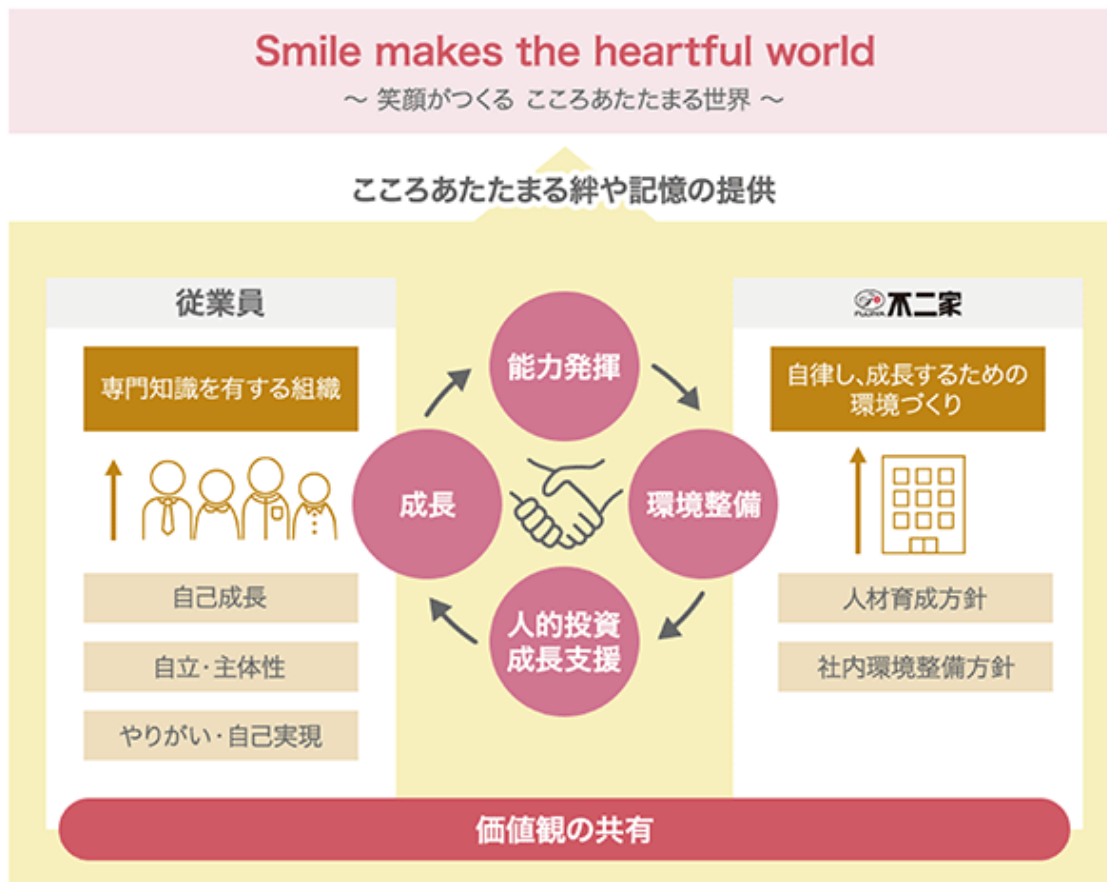 Smile makes the heartful world
～ 笑顔がつくる こころあたたまる世界 ～
こころあたたまる絆や記憶の提供
従業員
専門知識を有する組織
自己成長
自立・主体性
やりがい・自己実現
能力発揮
成長
環境整備
人的投資
成長支援
FUJIYA 不二家
自律し、成長するための
環境づくり
人材育成方針
社内環境整備方針
価値観の共有